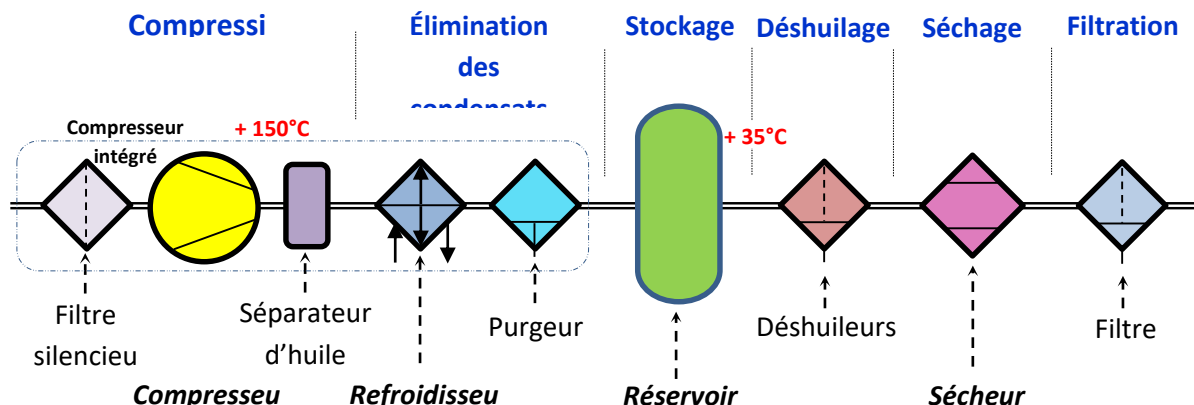 Compressi
Élimination
des
condensats
Stockage
Déshuilage
Séchage
Filtration
Compresseur
intégré
+ 150°C
+ 35°C
Filtre
silencieu
Séparateur
d’huile
Purgeur
Déshuileurs
Filtre
Compresseu
Refroidisseu
Réservoir
Sécheur